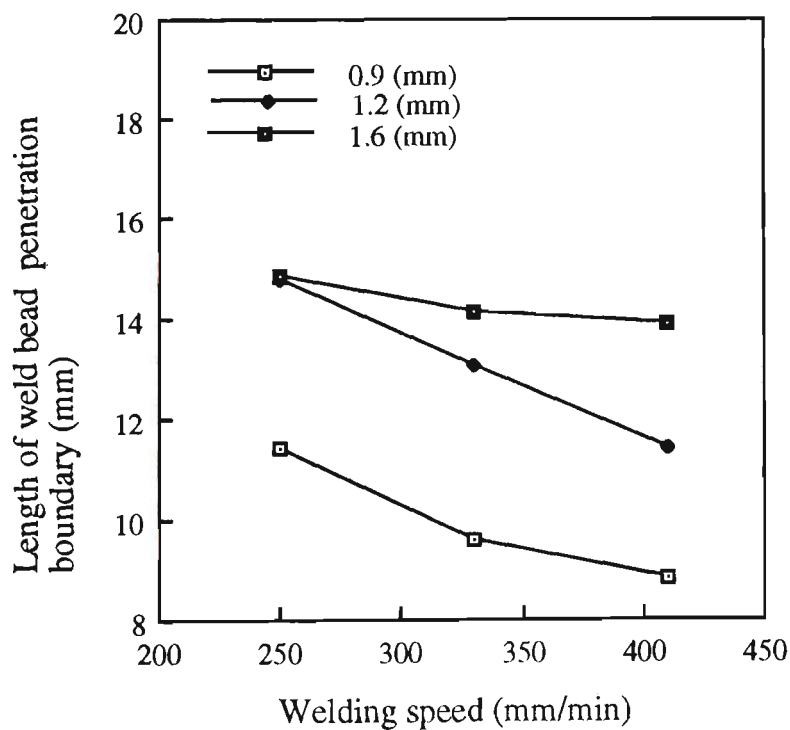 20
18
16
14
12
10
8
0.9 (mm)
1.2 (mm)
1.6 (mm)
Length of weld bead penetration
boundary (mm)
200 250 300 350 400 450
Welding speed (mm/min)